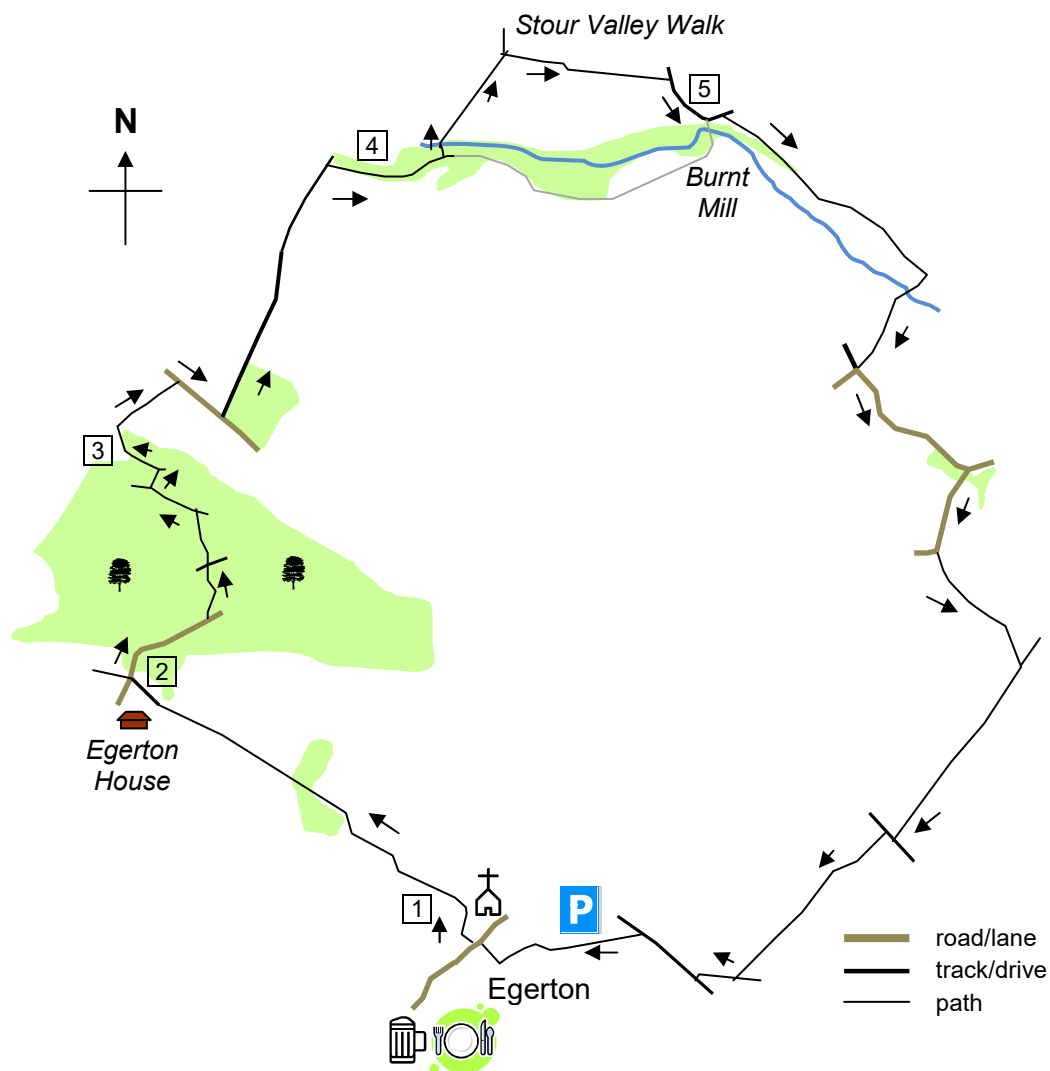 Stour Valley Walk
5
N
4
Burnt
Mill
3
2
Egerton
House
1
P
Egerton
road/lane
track/drive
path